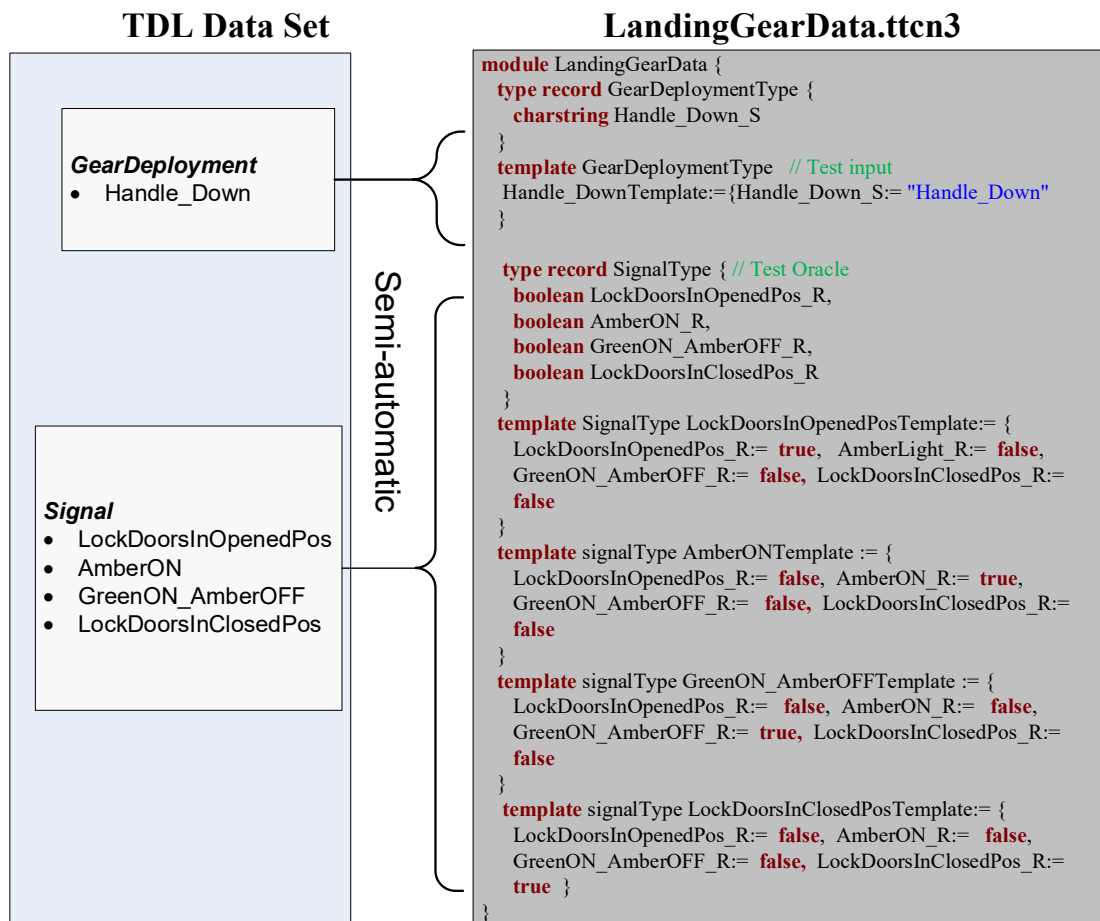 TDL Data Set
GearDeployment
• Handle_Down
Signal
• LockDoorsInOpenedPos
• AmberON
• GreenON_AmberOFF
• LockDoorsInClosedPos
Semi-automatic
LandingGearData.ttcn3
module LandingGearData {
type record GearDeploymentType {
charstring Handle_Down_S
}
template GearDeploymentType // Test input
Handle_DownTemplate:={Handle_Down_S:= "Handle_Down"
}
type record SignalType { // Test Oracle
boolean LockDoorsInOpenedPos_R,
boolean AmberON_R,
boolean GreenON_AmberOFF_R,
boolean LockDoorsInClosedPos_R
}
template SignalType LockDoorsInOpenedPosTemplate:= {
LockDoorsInOpenedPos_R:= true, AmberLight_R:= false,
GreenON_AmberOFF_R:= false, LockDoorsInClosedPos_R:=
false
}
template signalType AmberONTemplate := {
LockDoorsInOpenedPos_R:= false, AmberON_R:= true,
GreenON_AmberOFF_R:= false, LockDoorsInClosedPos_R:=
false
}
template signalType GreenON_AmberOFFTemplate := {
LockDoorsInOpenedPos_R:= false, AmberON_R:= false,
GreenON_AmberOFF_R:= true, LockDoorsInClosedPos_R:=
false
}
template signalType LockDoorsInClosedPosTemplate:= {
LockDoorsInOpenedPos_R:= false, AmberON_R:= false,
GreenON_AmberOFF_R:= false, LockDoorsInClosedPos_R:=
true }
}